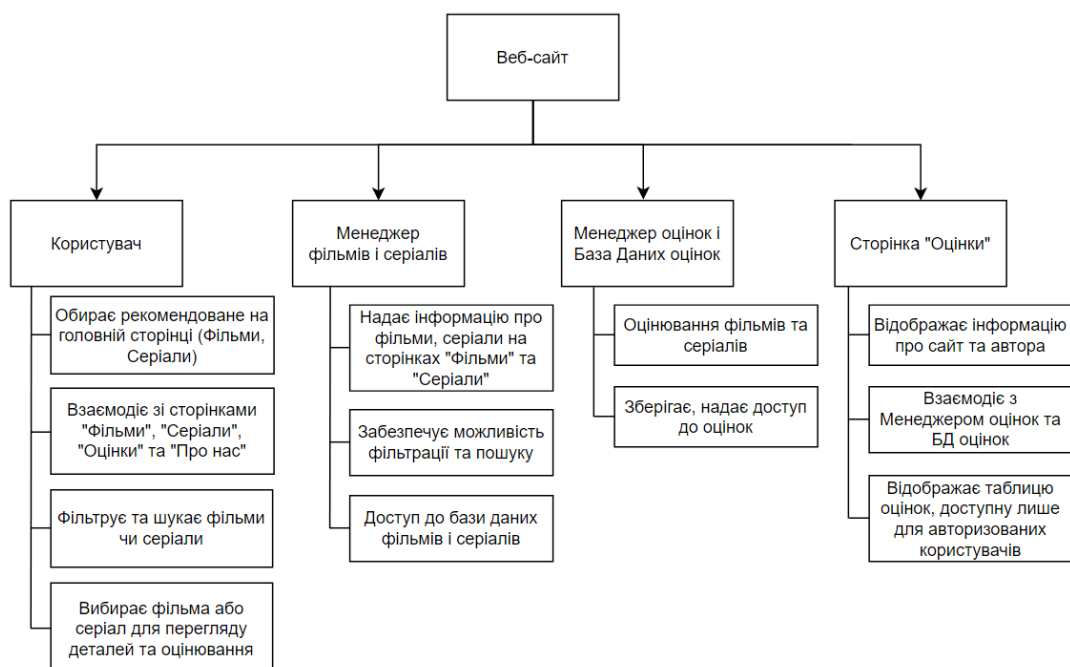 Веб-сайт
Користувач
Обирає рекомендоване на
головній сторінці (Фільми,
Серіали)
Взаємодіє зі сторінками
"Фільми", "Серіали",
"Оцінки" та "Про нас"
Фільтрує та шукає фільми
чи серіали
Вибирає фільма або
серіал для перегляду
деталей та оцінювання
Менеджер
фільмів і серіалів
Надає інформацію про
фільми, серіали на
сторінках "Фільми" та
"Серіали"
Забезпечує можливість
фільтрації та пошуку
Доступ до бази даних
фільмів і серіалів
Менеджер оцінок і
База Даних оцінок
Оцінювання фільмів та
серіалів
Зберігає, надає доступ
до оцінок
Сторінка "Оцінки"
Відображає інформацію
про сайт та автора
Взаємодіє з
Менеджером оцінок та
БД оцінок
Відображає таблицю
оцінок, доступну лише
для авторизованих
користувачів